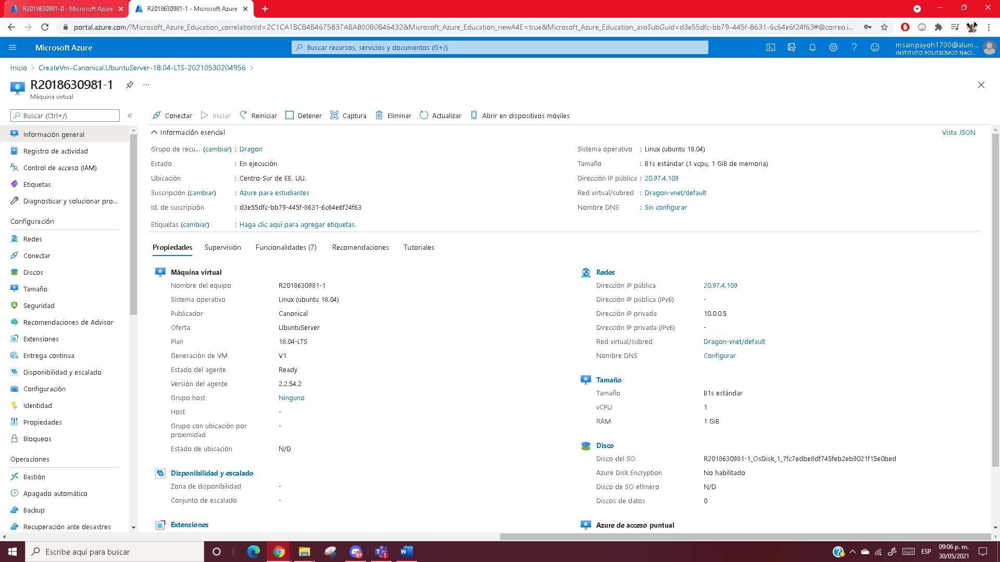 R2018630981-0 - Microsoft Azure
R2018630981-1 - Microsoft Azure
portal.azure.com/?Microsoft_Azure_Education_correlationId=2C1CA1BCB4B4675837ABA800B0B46432&Microsoft_Azure_Education_newA4E=true&Microsoft_Azure_Education_asoSubGuid=d3e55dfc-bb79-445f-8631-6c64e6f24f63#@correo.i...
Microsoft Azure
Buscar recursos, servicios y documentos (G+/)
msampayoh1700@alum...
INSTITUTO POLITECNICO NACI...
Inicio > CreateVm-Canonical.UbuntuServer-18.04-LTS-20210530204956 >
R2018630981-1
Máquina virtual
Buscar (Ctrl+/)
Información general
Registro de actividad
Control de acceso (IAM)
Etiquetas
Diagnosticar y solucionar pro...
Configuración
Redes
Conectar
Discos
Tamaño
Seguridad
Recomendaciones de Advisor
Extensiones
Entrega continua
Disponibilidad y escalado
Configuración
Identidad
Propiedades
Bloqueos
Operaciones
Bastión
Apagado automático
Backup
Recuperación ante desastres
Conectar Iniciar Reiniciar Detener Captura Eliminar Actualizar Abrir en dispositivos móviles
Información esencial
Vista JSON
Grupo de recu... (cambiar) : Dragon
Estado : En ejecución
Ubicación : Centro-Sur de EE. UU.
Suscripción (cambiar) : Azure para estudiantes
Id. de suscripción : d3e55dfc-bb79-445f-8631-6c64e6f24f63
Etiquetas (cambiar) : Haga clic aquí para agregar etiquetas.
Sistema operativo : Linux (ubuntu 18.04)
Tamaño : B1s estándar (1 vcpu, 1 GiB de memoria)
Dirección IP pública : 20.97.4.109
Red virtual/subred : Dragon-vnet/default
Nombre DNS : Sin configurar
Propiedades Supervisión Funcionalidades (7) Recomendaciones Tutoriales
Máquina virtual
Nombre del equipo R2018630981-1
Sistema operativo Linux (ubuntu 18.04)
Publicador Canonical
Oferta UbuntuServer
Plan 18.04-LTS
Generación de VM V1
Estado del agente Ready
Versión del agente 2.2.54.2
Grupo host Ninguno
Host -
Grupo con ubicación por
proximidad -
Estado de ubicación N/D
Disponibilidad y escalado
Zona de disponibilidad -
Conjunto de escalado -
Extensiones
Redes
Dirección IP pública 20.97.4.109
Dirección IP pública (IPv6) -
Dirección IP privada 10.0.0.5
Dirección IP privada (IPv6) -
Red virtual/subred Dragon-vnet/default
Nombre DNS Configurar
Tamaño
Tamaño B1s estándar
vCPU 1
RAM 1 GiB
Disco
Disco del SO R2018630981-1_OsDisk_1_7fc7edbe8df745feb2eb9021f15e0bed
Azure Disk Encryption No habilitado
Disco de SO efímero N/D
Discos de datos 0
Azure de acceso puntual
Escribe aquí para buscar
9+
1
ESP
09:06 p. m.
30/05/2021